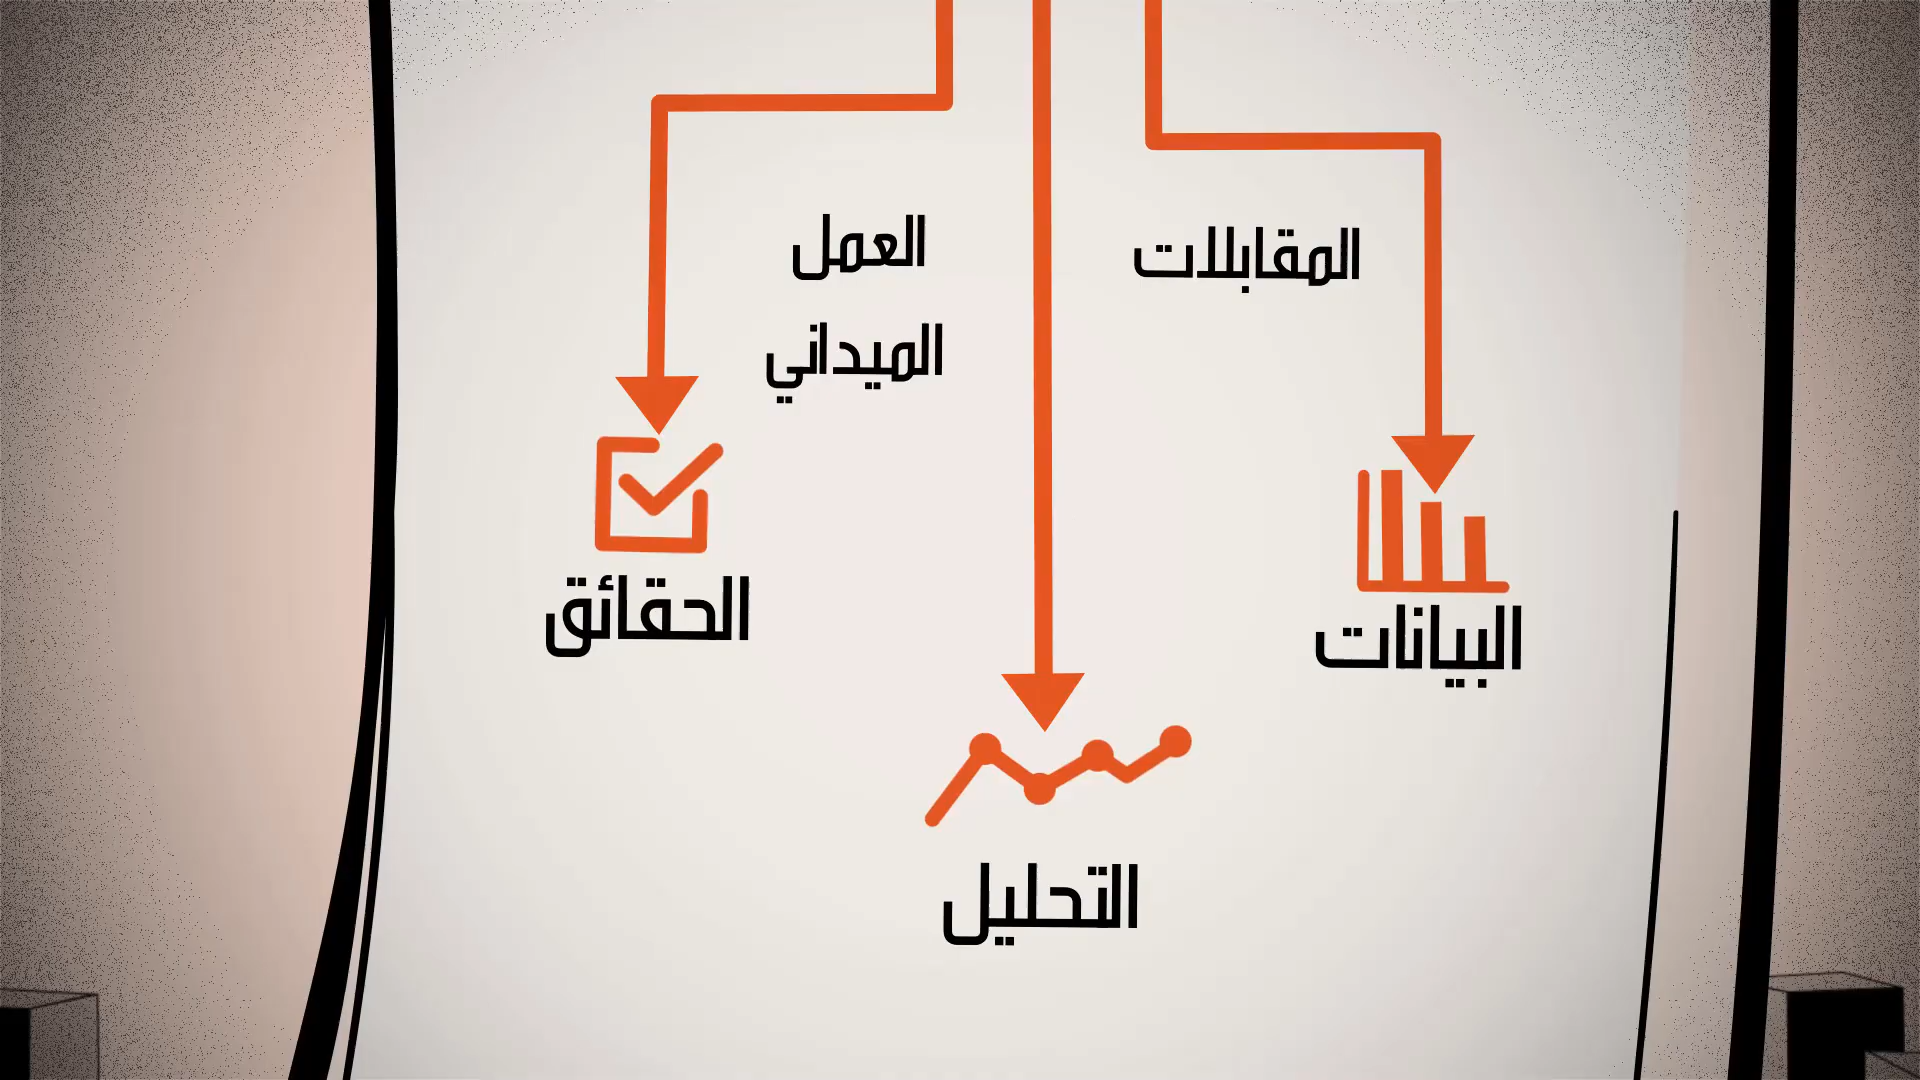 المقابلات
العمل
الميداني
البيانات
الحقائق
التحليل